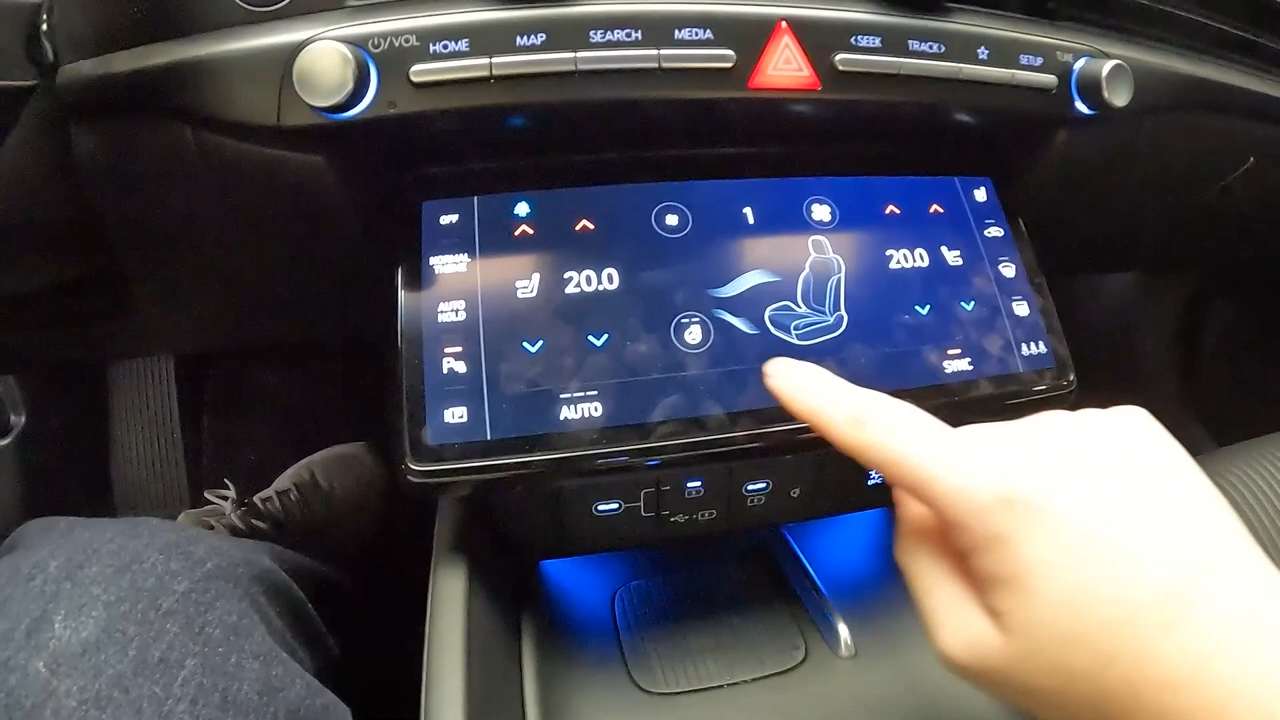 /VOL
HOME
MAP
SEARCH
MEDIA
<SEEK
TRACK>
SETUP
TUNE
OFF
1
NORMAL
THEME
20.0
20.0
AUTO
HOLD
P
SYNC
AUTO
P